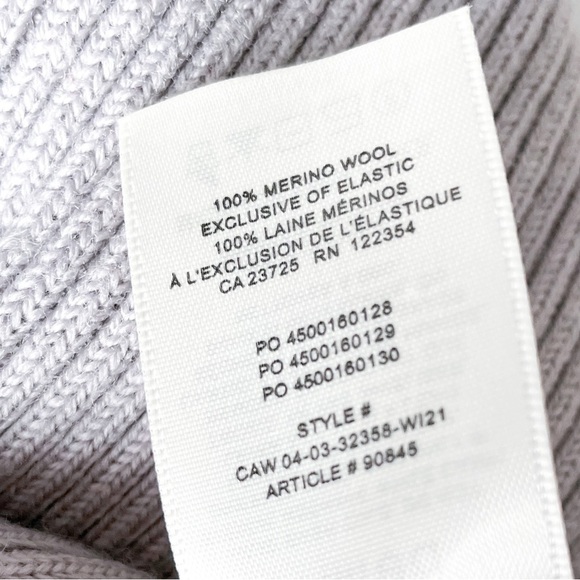 100% MERINO WOOL
EXCLUSIVE OF ELASTIC
100% LAINE MÉRINOS
À L'EXCLUSION DE L'ÉLASTIQUE
CA 23725 RN 122354
PO 4500160128
PO 4500160129
PO 4500160130
STYLE #
CAW 04-03-32358-WI21
ARTICLE # 90845